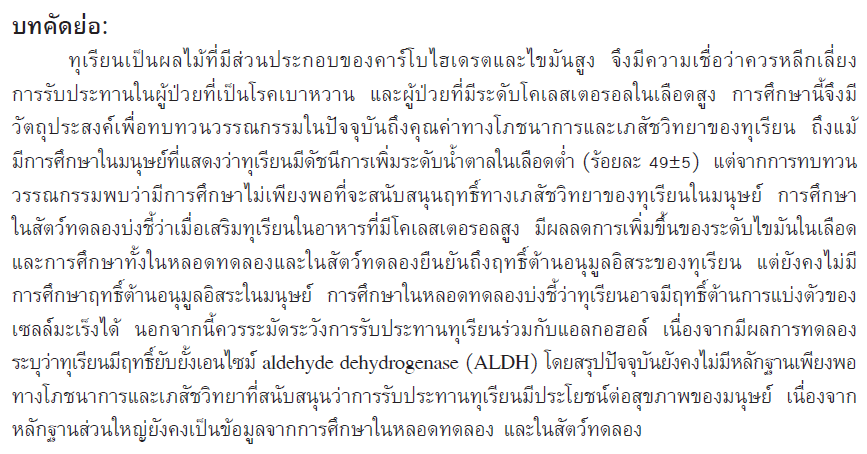 บทคัดย่อ:
ทุเรียนเป็นผลไม้ที่มีส่วนประกอบของคาร์โบไฮเดรตและไขมันสูง จึงมีความเชื่อว่าควรหลีกเลี่ยง
การรับประทานในผู้ป่วยที่เป็นโรคเบาหวาน และผู้ป่วยที่มีระดับโคเลสเตอรอลในเลือดสูง การศึกษานี้จึงมี
วัตถุประสงค์เพื่อทบทวนวรรณกรรมในปัจจุบันถึงคุณค่าทางโภชนาการและเภสัชวิทยาของทุเรียน ถึงแม้
มีการศึกษาในมนุษย์ที่แสดงว่าทุเรียนมีดัชนีการเพิ่มระดับน้ำตาลในเลือดต่ำ (ร้อยละ 49±5) แต่จากการทบทวน
วรรณกรรมพบว่ามีการศึกษาไม่เพียงพอที่จะสนับสนุนฤทธิ์ทางเภสัชวิทยาของทุเรียนในมนุษย์ การศึกษา
ในสัตว์ทดลองบ่งชี้ว่าเมื่อเสริมทุเรียนในอาหารที่มีโคเลสเตอรอลสูง มีผลลดการเพิ่มขึ้นของระดับไขมันในเลือด
และการศึกษาทั้งในหลอดทดลองและในสัตว์ทดลองยืนยันถึงฤทธิ์ต้านอนุมูลอิสระของทุเรียน แต่ยังคงไม่มี
การศึกษาฤทธิ์ต้านอนุมูลอิสระในมนุษย์ การศึกษาในหลอดทดลองบ่งชี้ว่าทุเรียนอาจมีฤทธิ์ต้านการแบ่งตัวของ
เซลล์มะเร็งได้ นอกจากนี้ควรระมัดระวังการรับประทานทุเรียนร่วมกับแอลกอฮอล์ เนื่องจากมีผลการทดลอง
ระบุว่าทุเรียนมีฤทธิ์ยับยั้งเอนไซม์ aldehyde dehydrogenase (ALDH) โดยสรุปปัจจุบันยังคงไม่มีหลักฐานเพียงพอ
ทางโภชนาการและเภสัชวิทยาที่สนับสนุนว่าการรับประทานทุเรียนมีประโยชน์ต่อสุขภาพของมนุษย์ เนื่องจาก
หลักฐานส่วนใหญ่ยังคงเป็นข้อมูลจากการศึกษาในหลอดทดลอง และในสัตว์ทดลอง